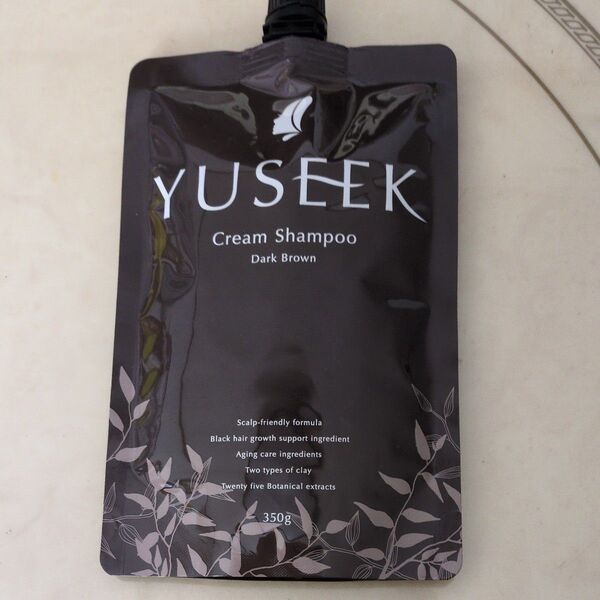 YUSEEK
Cream Shampoo
Dark Brown
Scalp-friendly formula
Black hair growth support ingredient
Aging care ingredients
Two types of clay
Twenty five Botanical extracts
350g